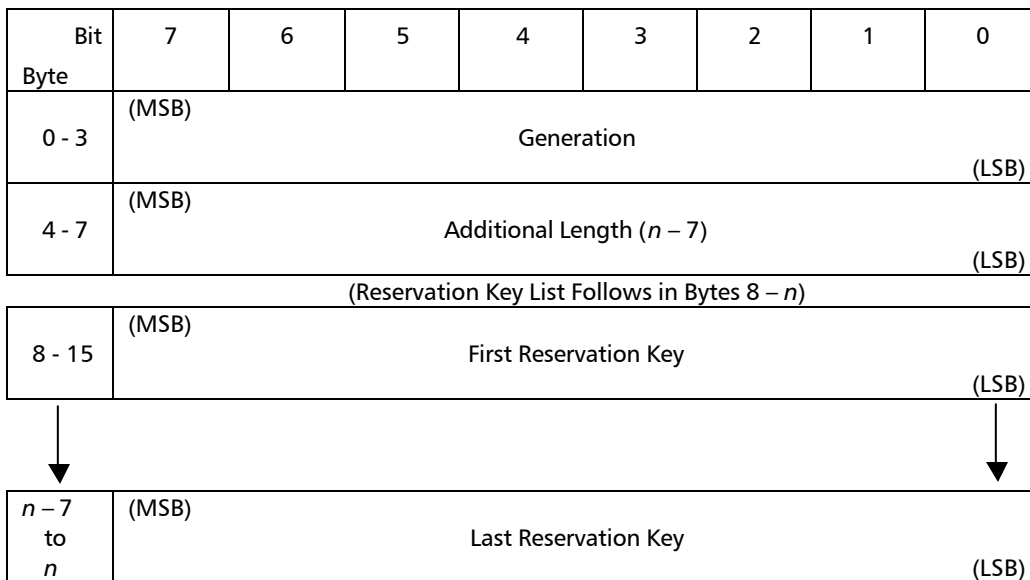 Bit 7 6 5 4 3 2 1 0
Byte
(MSB)
0 - 3 Generation
(LSB)
(MSB)
4 - 7 Additional Length (n – 7)
(LSB)
(Reservation Key List Follows in Bytes 8 – n)
(MSB)
8 - 15 First Reservation Key
(LSB)
n – 7 (MSB)
to Last Reservation Key
n (LSB)